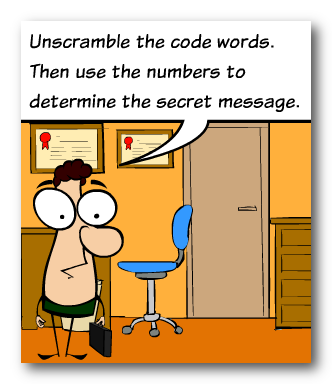 Unscramble the code words.
Then use the numbers to
determine the secret message.